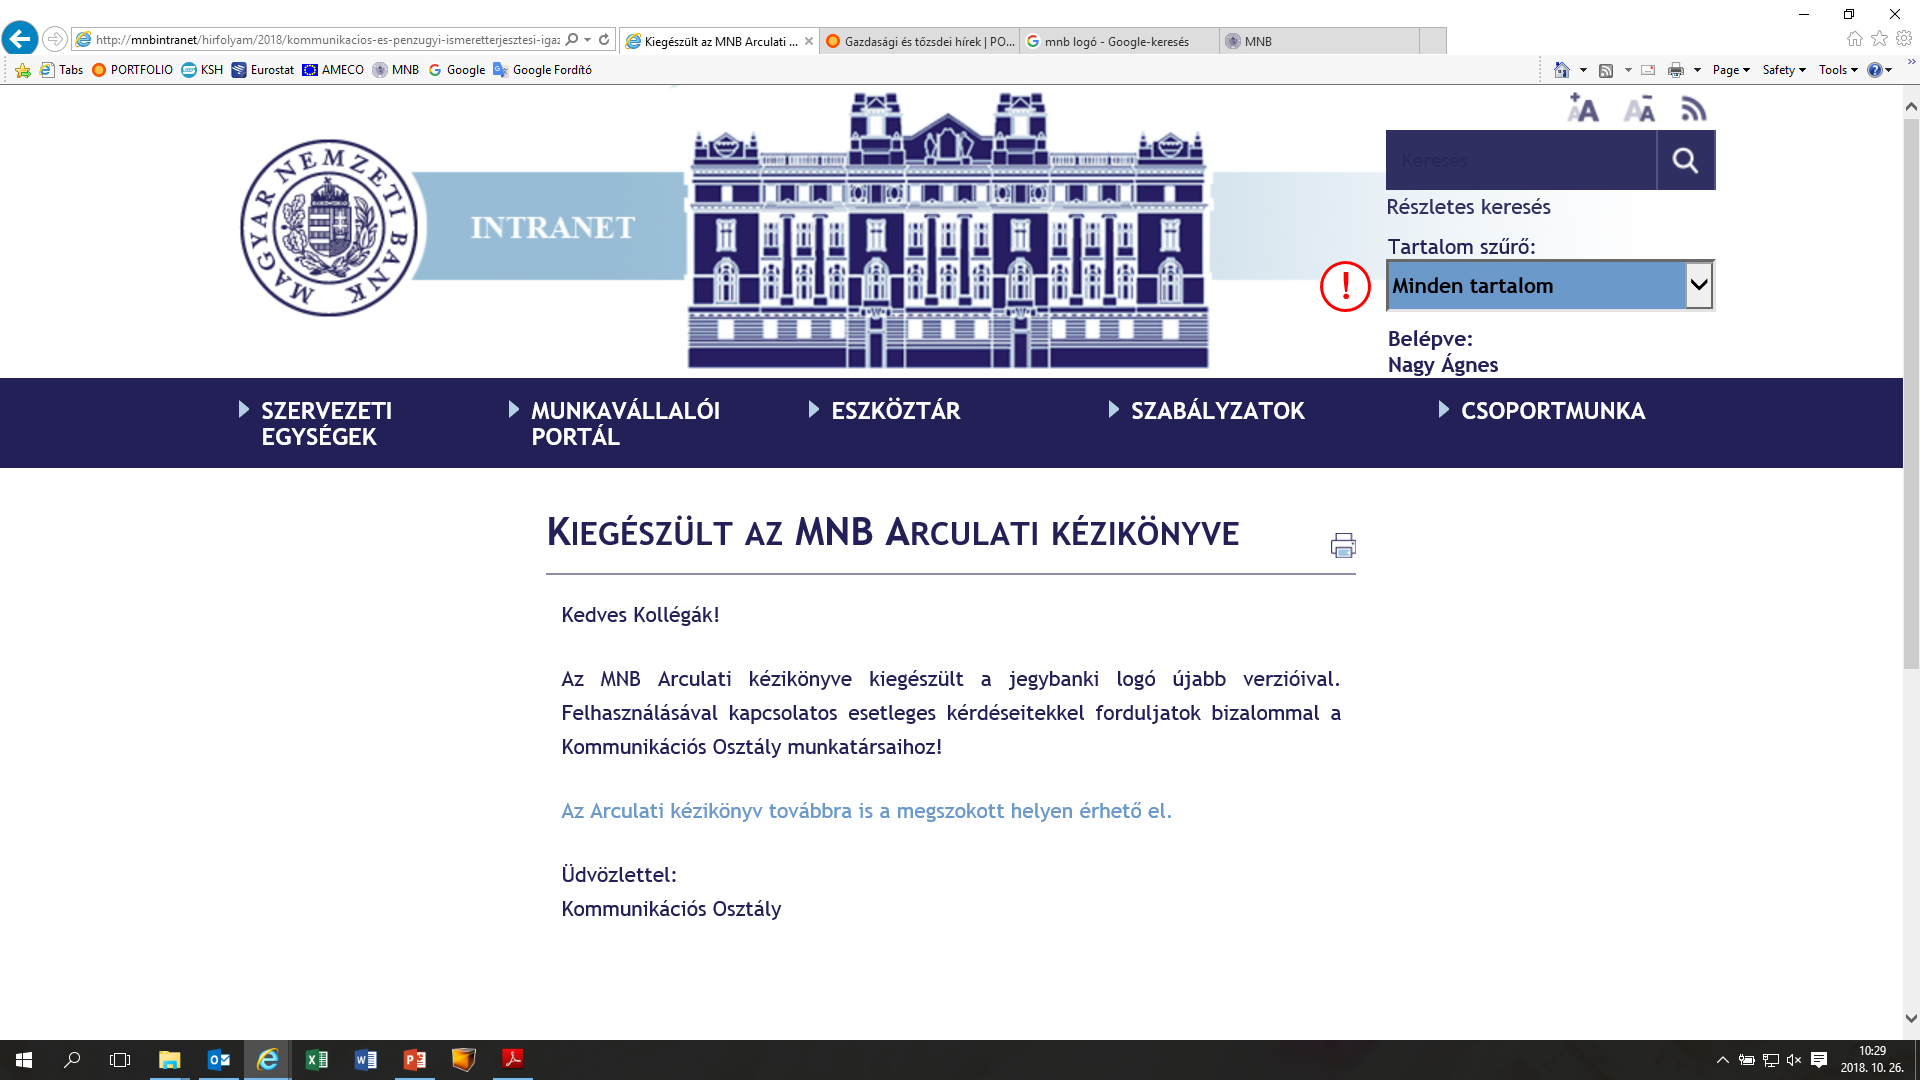 http://mnbintranet/hirfolyam/2018/kommunikacios-es-penzugyi-ismeretterjesztesi-igaz
Kiegészült az MNB Arculati ...
Gazdasági és tőzsdei hírek | PO...
mnb logó - Google-keresés
MNB
Tabs PORTFOLIO KSH Eurostat AMECO MNB Google Google Fordító
Page Safety Tools
MAGYAR NEMZETI BANK
INTRANET
Keresés
Részletes keresés
Tartalom szűrő:
! Minden tartalom
Belépve:
Nagy Ágnes
SZERVEZETI
EGYSÉGEK
MUNKAVÁLLALÓI
PORTÁL
ESZKÖZTÁR
SZABÁLYZATOK
CSOPORTMUNKA
KIEGÉSZÜLT AZ MNB ARCULATI KÉZIKÖNYVE
Kedves Kollégák!
Az MNB Arculati kézikönyve kiegészült a jegybanki logó újabb verzióival.
Felhasználásával kapcsolatos esetleges kérdéseitekkel forduljatok bizalommal a
Kommunikációs Osztály munkatársaihoz!
Az Arculati kézikönyv továbbra is a megszokott helyen érhető el.
Üdvözlettel:
Kommunikációs Osztály
10:29
2018. 10. 26.